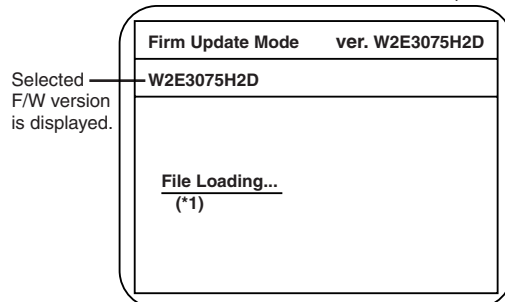 Firm Update Mode ver. W2E3075H2D
Selected
F/W version
is displayed.
W2E3075H2D
File Loading...
(*1)